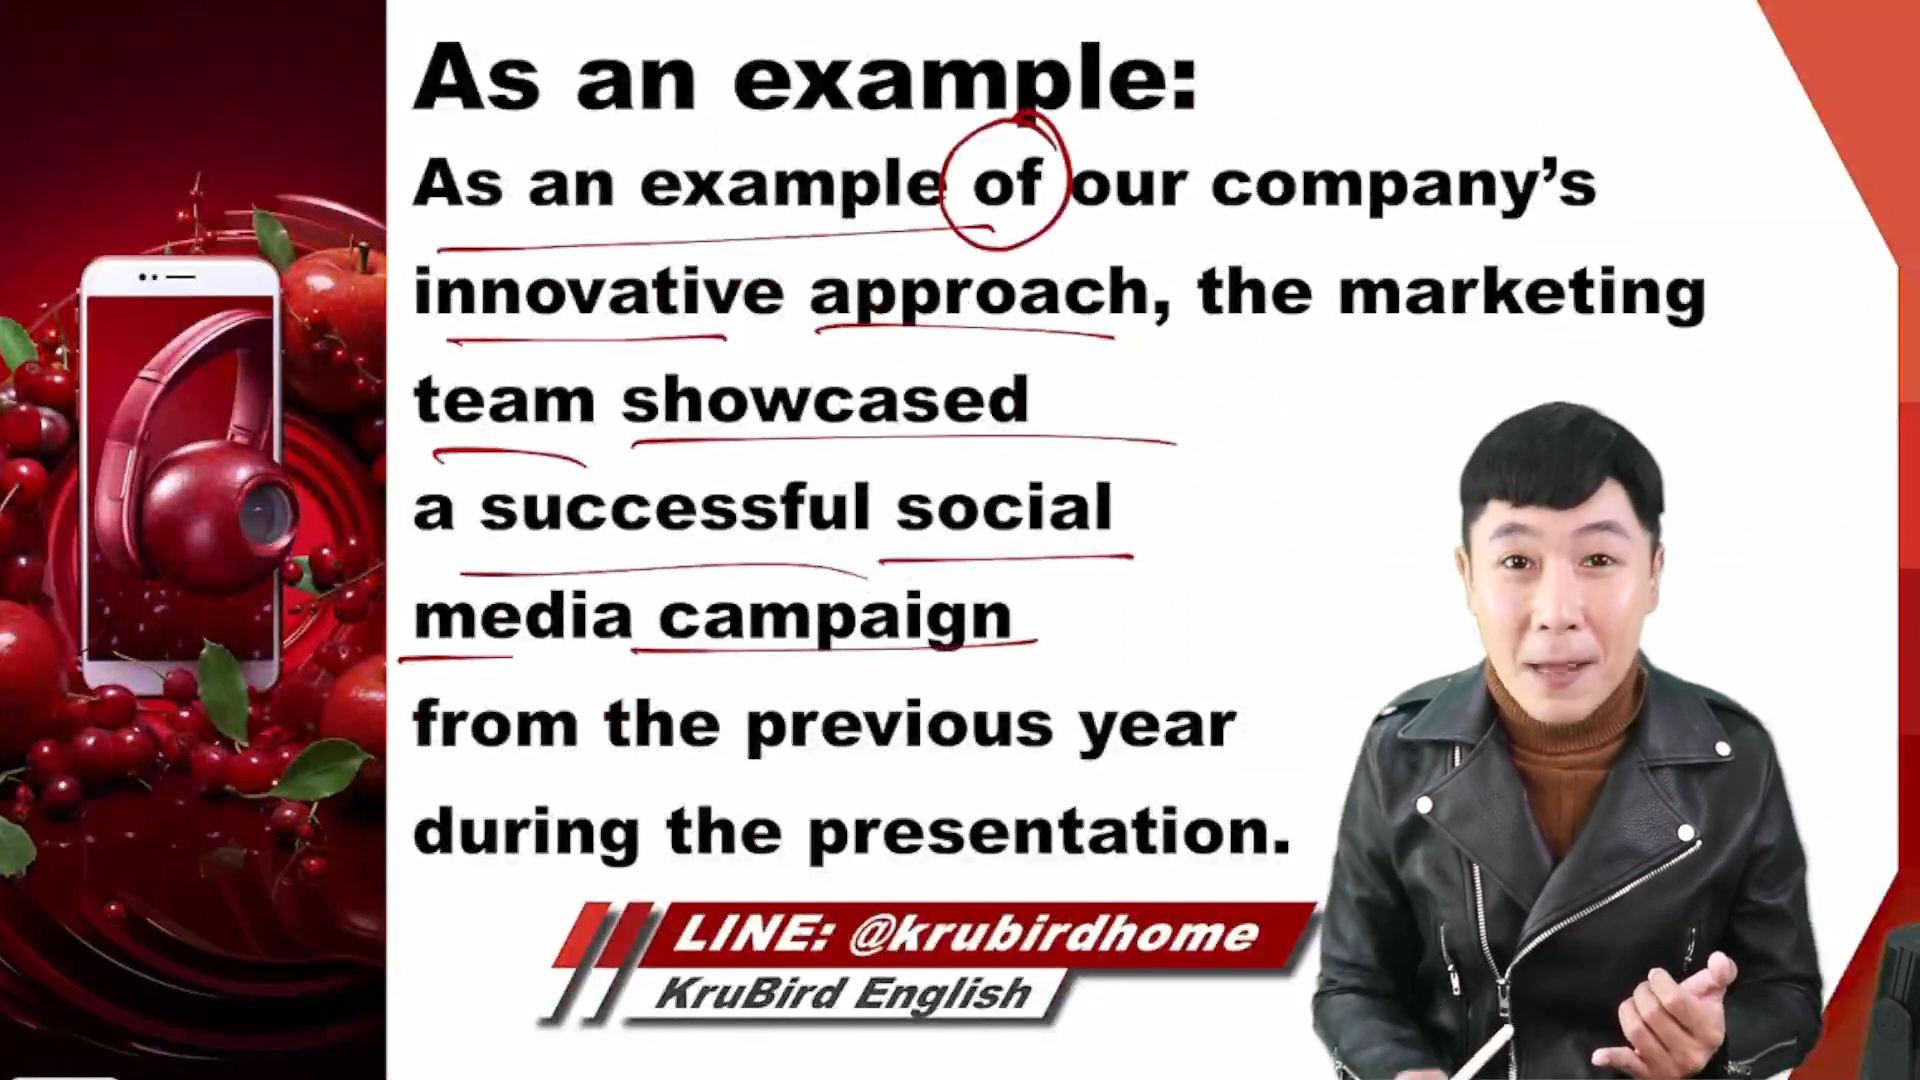 As an example:
As an example of our company’s
innovative approach, the marketing
team showcased
a successful social
media campaign
from the previous year
during the presentation.
LINE: @krubirdhome
KruBird English